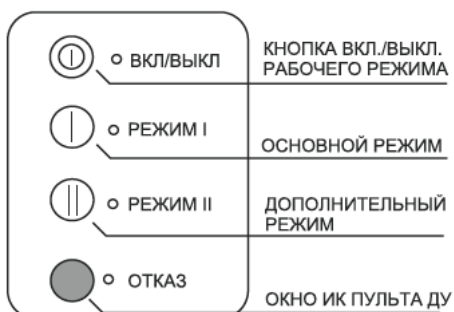 ВКЛ/ВЫКЛ
КНОПКА ВКЛ./ВЫКЛ.
РАБОЧЕГО РЕЖИМА
РЕЖИМ I
ОСНОВНОЙ РЕЖИМ
РЕЖИМ II
ДОПОЛНИТЕЛЬНЫЙ
РЕЖИМ
ОТКАЗ
ОКНО ИК ПУЛЬТА ДУ